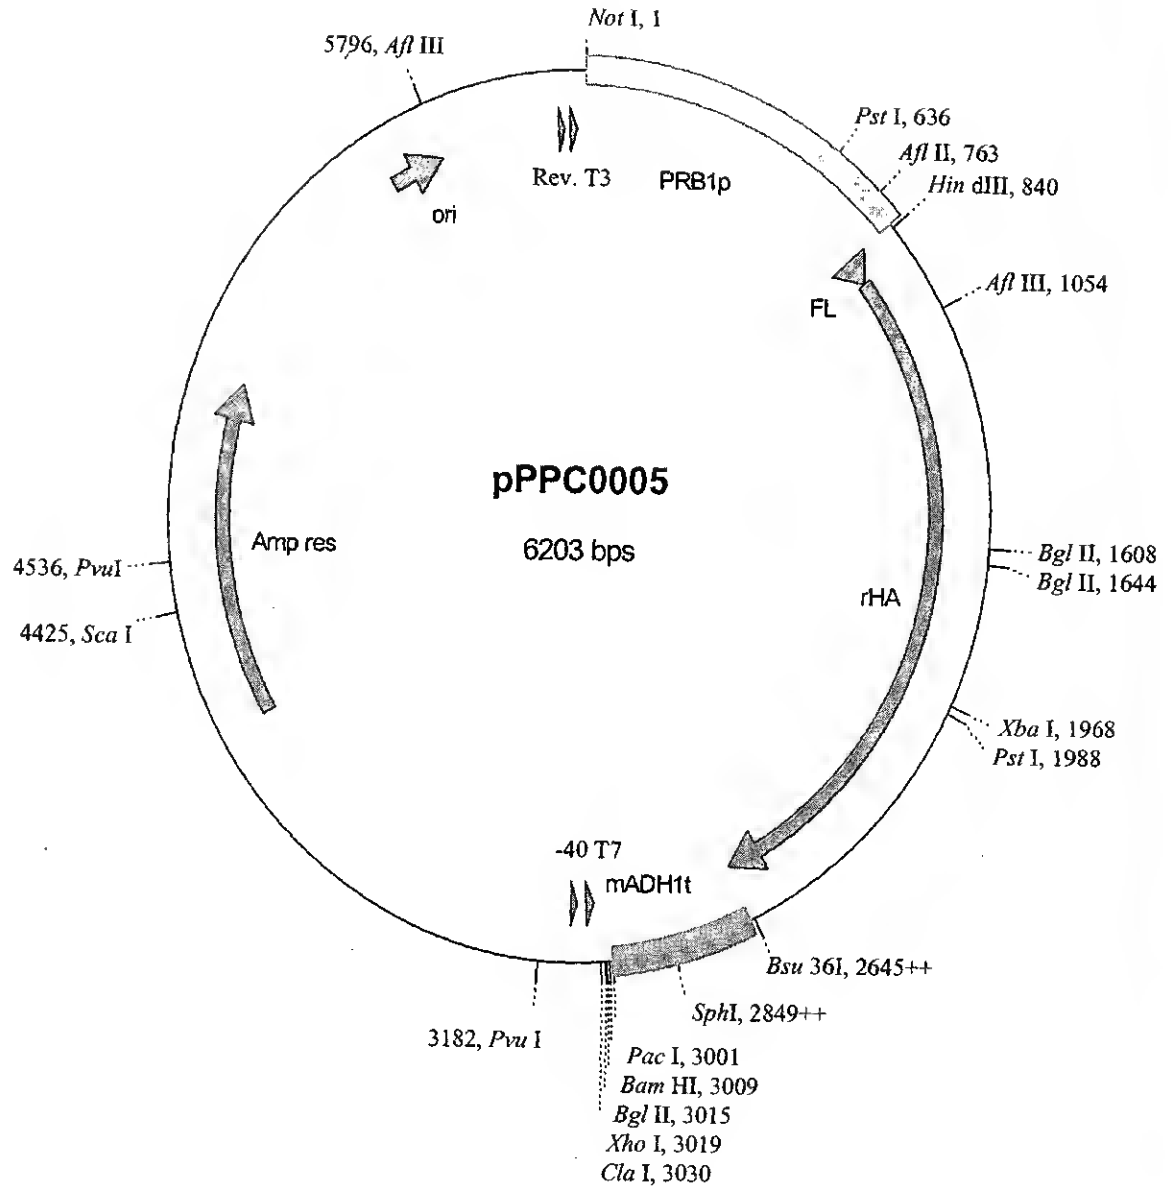 Not I, 1
5796, Afl III
Pst I, 636
Afl II, 763
Hin dIII, 840
Rev. T3
PRB1p
ori
Afl III, 1054
FL
pPPC0005
6203 bps
Amp res
4536, PvuI
4425, Sca I
Bgl II, 1608
Bgl II, 1644
rHA
Xba I, 1968
Pst I, 1988
-40 T7
mADH1t
Bsu 36I, 2645++
SphI, 2849++
3182, Pvu I
Pac I, 3001
Bam HI, 3009
Bgl II, 3015
Xho I, 3019
Cla I, 3030